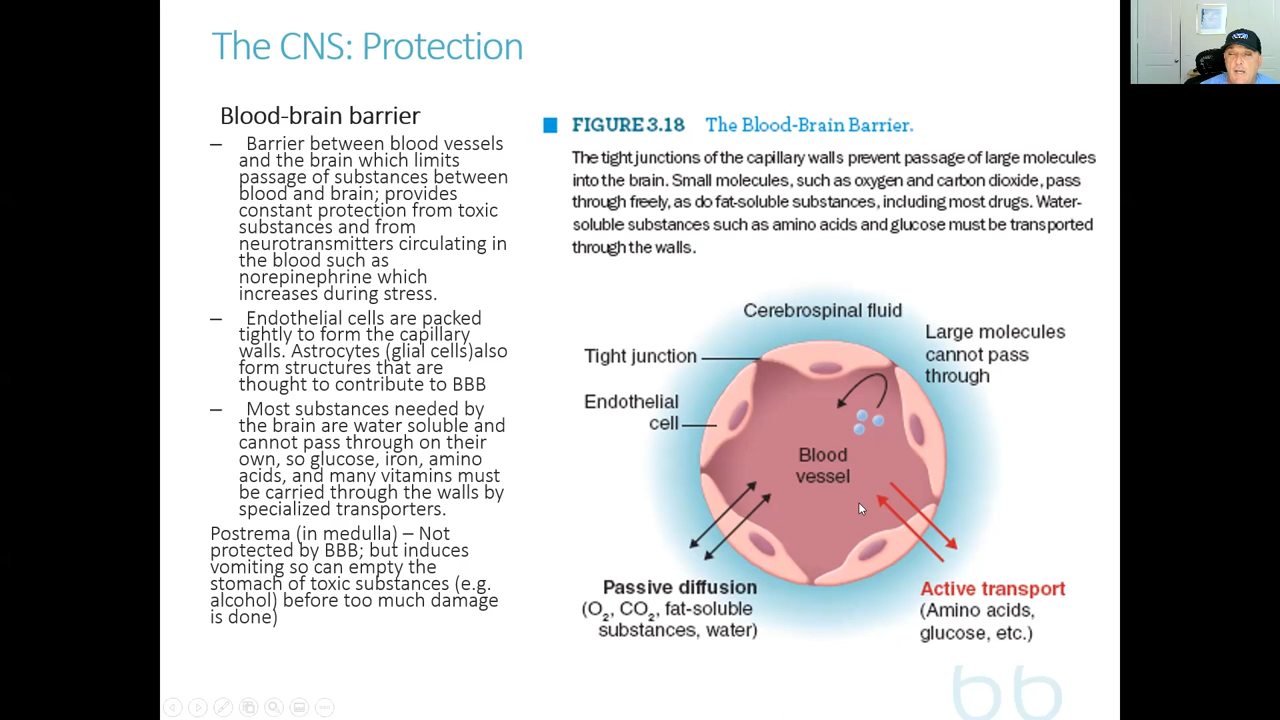 The CNS: Protection
Blood-brain barrier
– Barrier between blood vessels
and the brain which limits
passage of substances between
blood and brain; provides
constant protection from toxic
substances and from
neurotransmitters circulating in
the blood such as
norepinephrine which
increases during stress.
– Endothelial cells are packed
tightly to form the capillary
walls. Astrocytes (glial cells)also
form structures that are
thought to contribute to BBB
– Most substances needed by
the brain are water soluble and
cannot pass through on their
own, so glucose, iron, amino
acids, and many vitamins must
be carried through the walls by
specialized transporters.
Postrema (in medulla) – Not
protected by BBB; but induces
vomiting so can empty the
stomach of toxic substances (e.g.
alcohol) before too much damage
is done)
FIGURE 3.18 The Blood-Brain Barrier.
The tight junctions of the capillary walls prevent passage of large molecules
into the brain. Small molecules, such as oxygen and carbon dioxide, pass
through freely, as do fat-soluble substances, including most drugs. Water-
soluble substances such as amino acids and glucose must be transported
through the walls.
Cerebrospinal fluid
Large molecules
cannot pass
through
Tight junction
Endothelial
cell
Blood
vessel
Passive diffusion
(O₂, CO₂, fat-soluble
substances, water)
Active transport
(Amino acids,
glucose, etc.)
bb